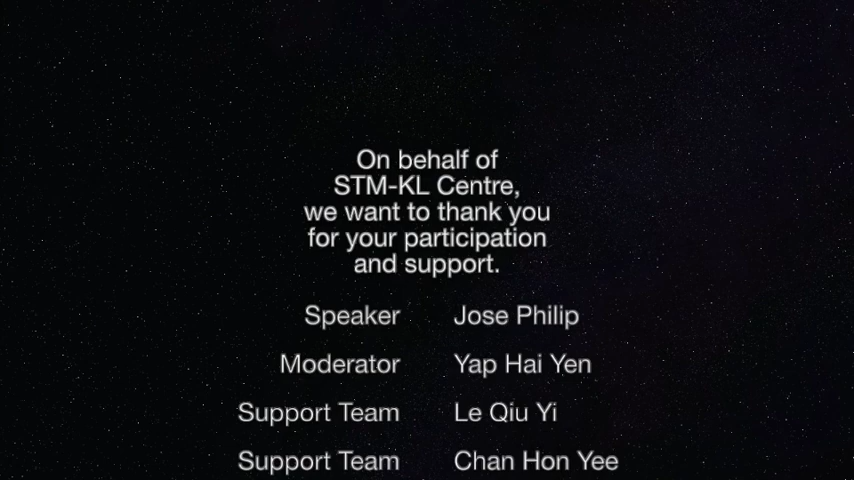 On behalf of
STM-KL Centre,
we want to thank you
for your participation
and support.
Speaker Jose Philip
Moderator Yap Hai Yen
Support Team Le Qiu Yi
Support Team Chan Hon Yee